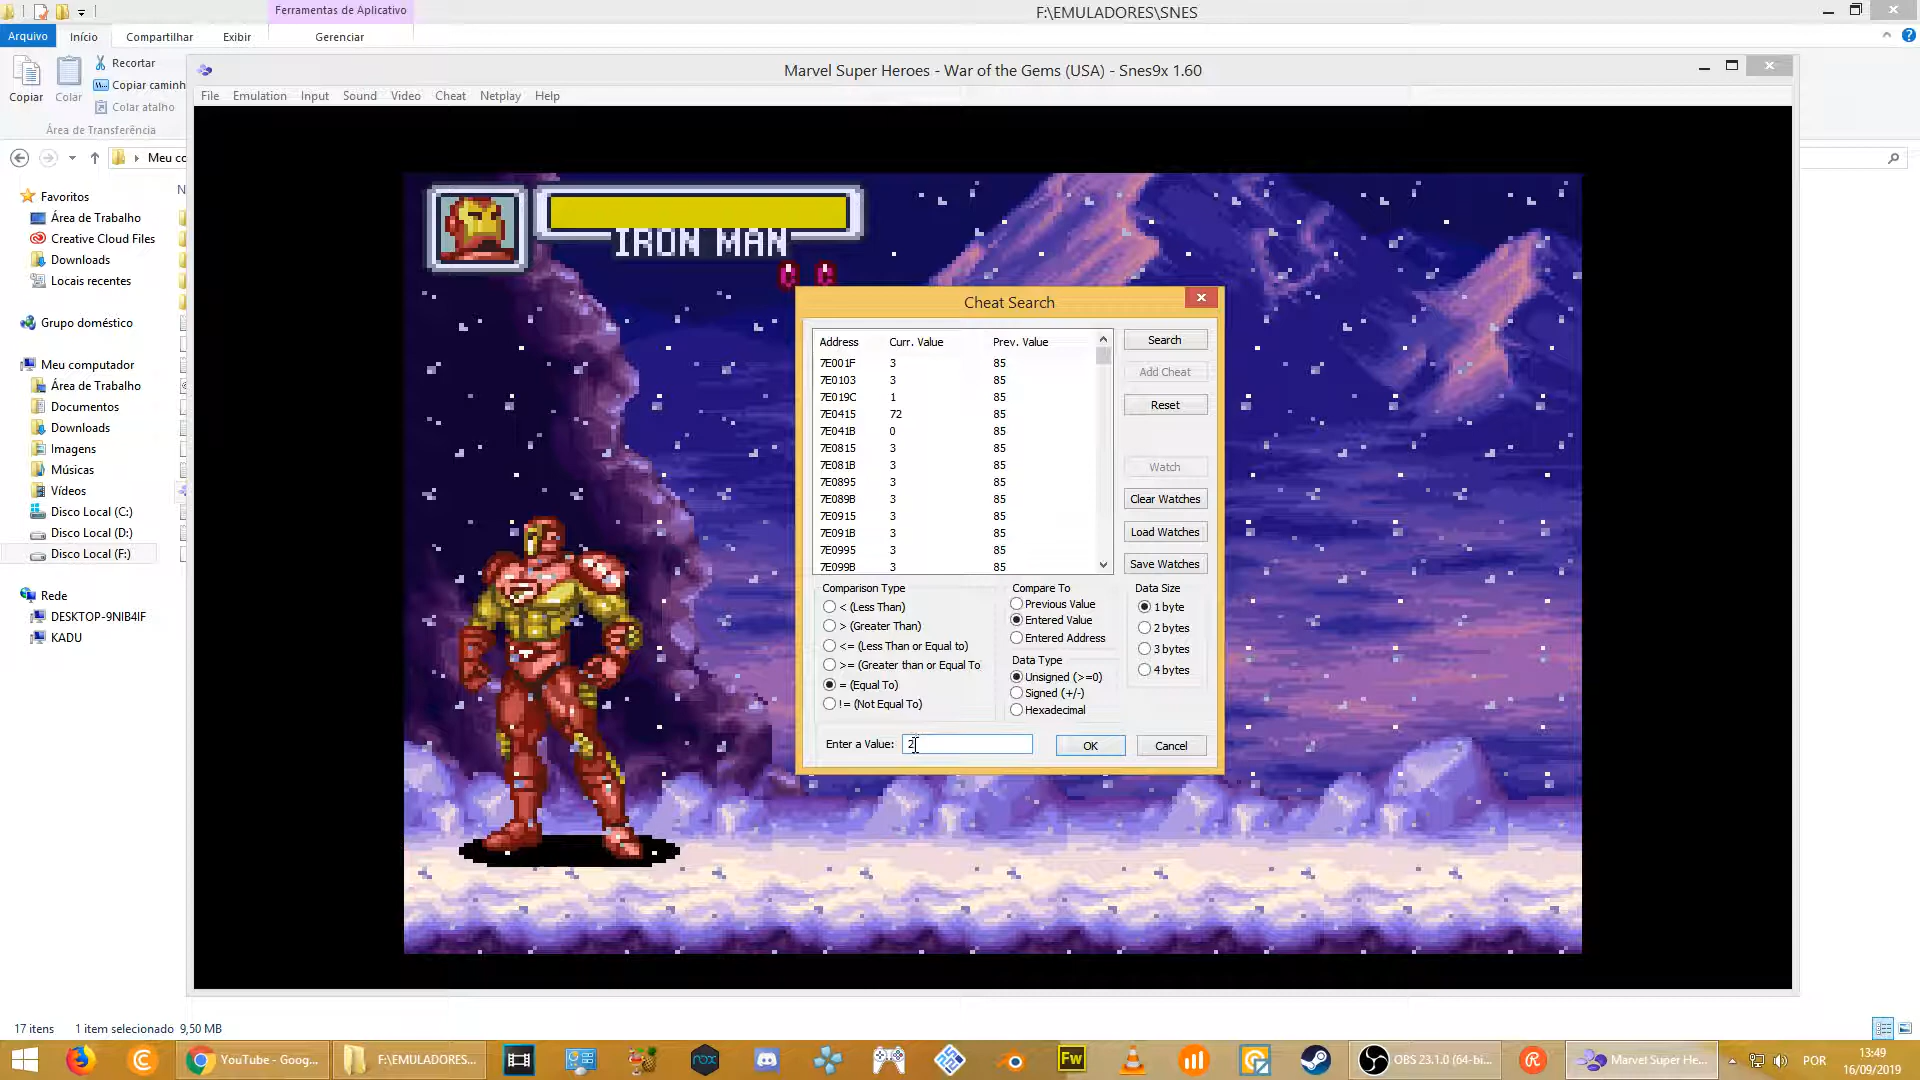 Ferramentas de Aplicativo
F:\EMULADORES\SNES
Arquivo
Início
Compartilhar
Exibir
Gerenciar
Copiar
Colar
Recortar
Copiar caminh
Colar atalho
Área de Transferência
Meu co
Favoritos
Área de Trabalho
Creative Cloud Files
Downloads
Locais recentes
Grupo doméstico
Meu computador
Área de Trabalho
Documentos
Downloads
Imagens
Músicas
Vídeos
Disco Local (C:)
Disco Local (D:)
Disco Local (F:)
Rede
DESKTOP-9NIB4IF
KADU
N
Marvel Super Heroes - War of the Gems (USA) - Snes9x 1.60
File Emulation Input Sound Video Cheat Netplay Help
IRON MAN
Cheat Search
Address Curr. Value Prev. Value
7E001F 3 85
7E0103 3 85
7E019C 1 85
7E0415 72 85
7E041B 0 85
7E0815 3 85
7E081B 3 85
7E0895 3 85
7E089B 3 85
7E0915 3 85
7E091B 3 85
7E0995 3 85
7E099B 3 85
Search
Add Cheat
Reset
Watch
Clear Watches
Load Watches
Save Watches
Comparison Type
< (Less Than)
> (Greater Than)
<= (Less Than or Equal to)
>= (Greater than or Equal To
= (Equal To)
!= (Not Equal To)
Compare To
Previous Value
Entered Value
Entered Address
Data Type
Unsigned (>=0)
Signed (+/-)
Hexadecimal
Data Size
1 byte
2 bytes
3 bytes
4 bytes
Enter a Value: 2
OK
Cancel
17 itens 1 item selecionado 9,50 MB
YouTube - Goog...
F:\EMULADORES...
nox
Fw
OBS 23.1.0 (64-bi...
Marvel Super He...
POR
13:49
16/09/2019